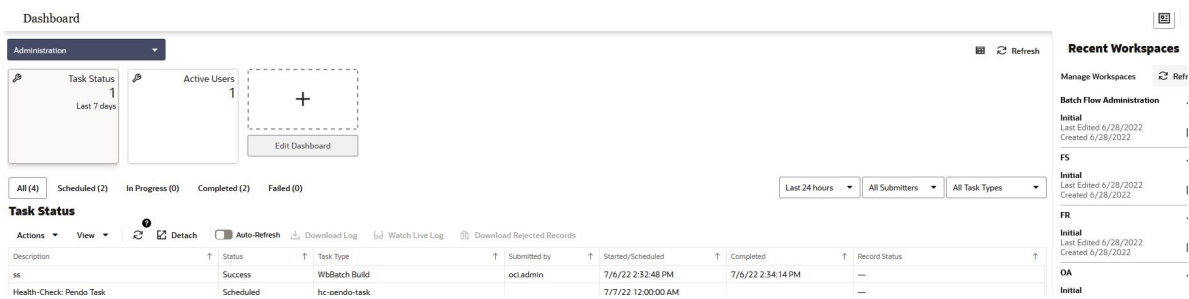 Dashboard
Administration
Refresh
Task Status
1
Last 7 days
Active Users
1
+
Edit Dashboard
All (4) Scheduled (2) In Progress (0) Completed (2) Failed (0)
Last 24 hours All Submitters All Task Types
Task Status
Actions View ? Detach Auto-Refresh Download Log Watch Live Log Download Rejected Records
Description Status Task Type Submitted by Started/Scheduled Completed Record Status
ss Success WbBatch Build ocl.admin 7/6/22 2:32:48 PM 7/6/22 2:34:14 PM —
Health-Check: Pendo Task Scheduled hc-pendo-task 7/7/22 12:00:00 AM —
Recent Workspaces
Manage Workspaces Refr
Batch Flow Administration
Initial
Last Edited 6/28/2022
Created 6/28/2022
FS
Initial
Last Edited 6/28/2022
Created 6/28/2022
FR
Initial
Last Edited 6/28/2022
Created 6/28/2022
OA
Initial